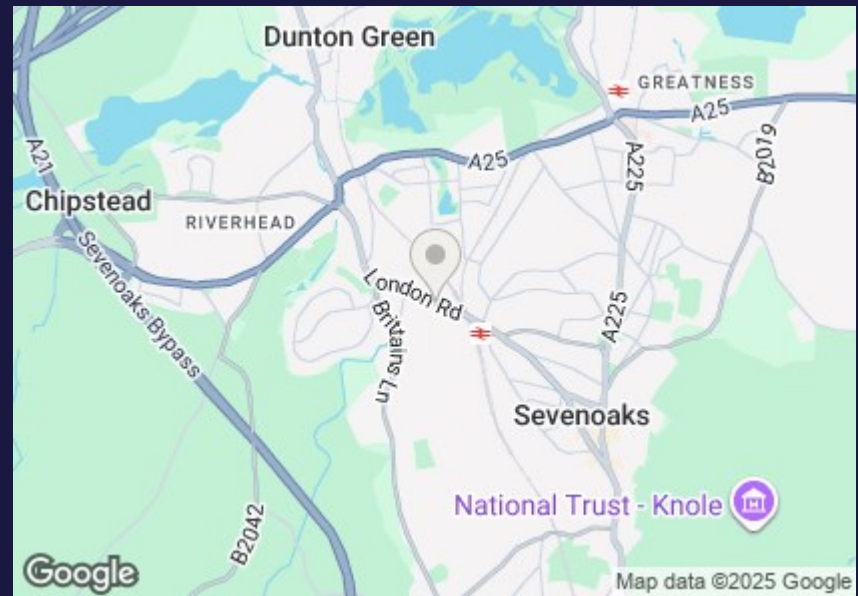 Dunton Green
GREATNESS
A25
A25
A225
B2019
A21
Chipstead
RIVERHEAD
Sevenoaks Bypass
London Rd
Brittains Ln
A225
Sevenoaks
National Trust - Knole
B2042
Google
Map data ©2025 Google